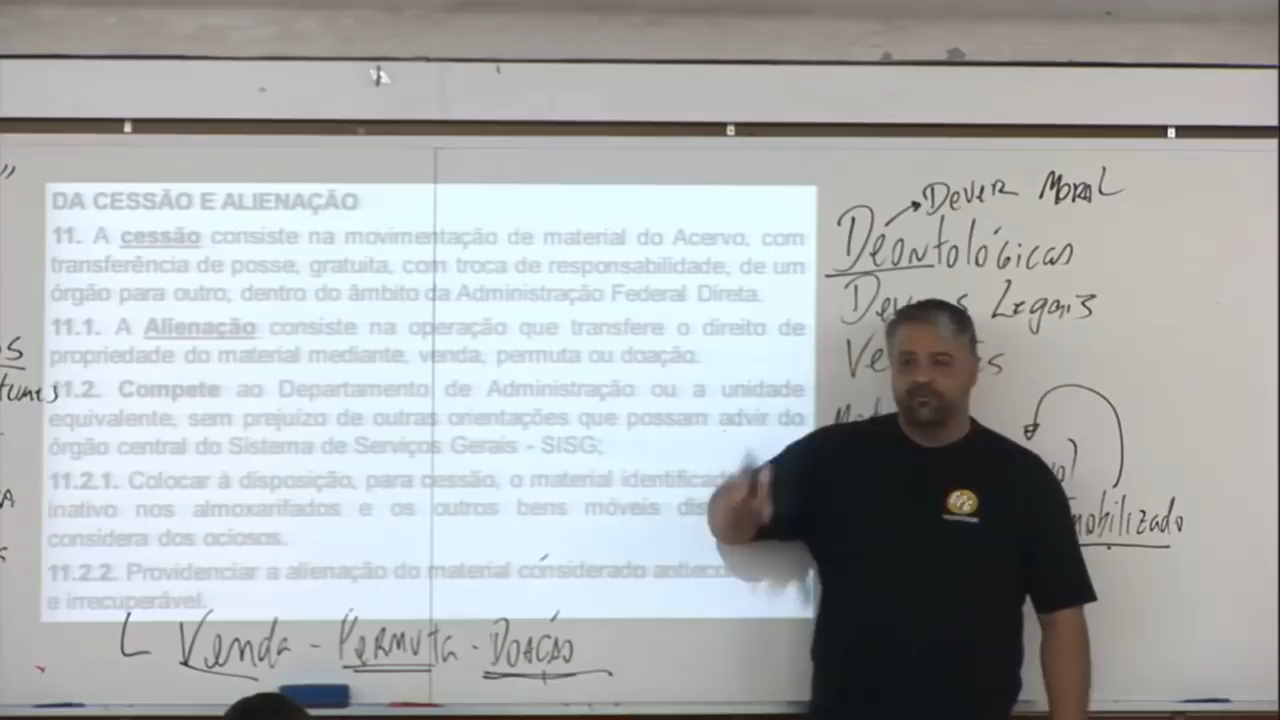 DA CESSÃO E ALIENAÇÃO
11. A cessão consiste na movimentação de material do Acervo, com
transferência de posse, gratuita, com troca de responsabilidade, de um
órgão para outro, dentro do âmbito da Administração Federal Direta.
11.1. A Alienação consiste na operação que transfere o direito de
propriedade do material mediante, venda, permuta ou doação.
11.2. Compete ao Departamento de Administração ou a unidade
equivalente, sem prejuízo de outras orientações que possam advir do
órgão central do Sistema de Serviços Gerais - SISG;
11.2.1. Colocar à disposição, para cessão, o material identificad
inativo nos almoxarifados e os outros bens móveis dis
considera dos ociosos.
11.2.2. Providenciar a alienação do material considerado antieco
e irrecuperável.
Venda - Permuta - Doação
Dever Moral
Deontológicas
Legais
mobilizado